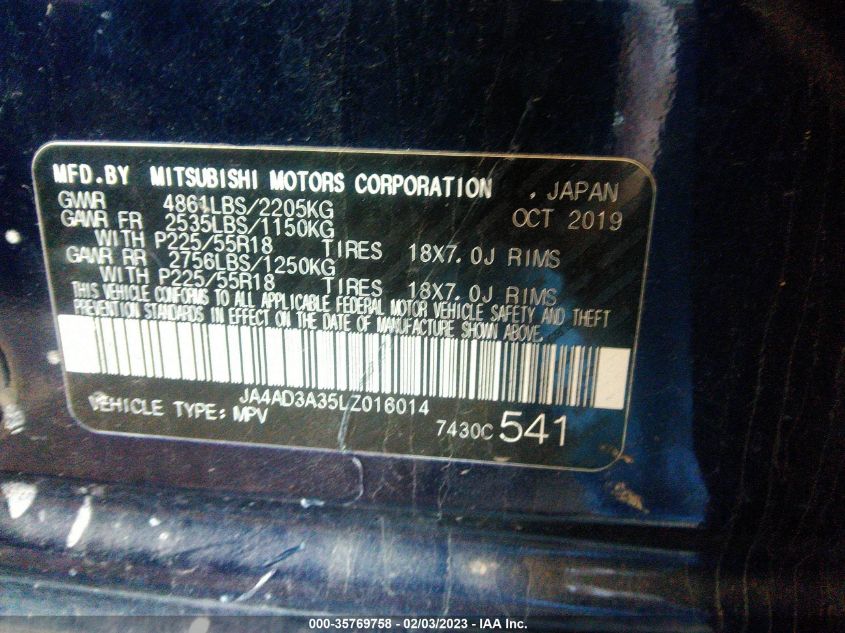 MFD.BY MITSUBISHI MOTORS CORPORATION , JAPAN
GVWR 4861LBS/2205KG OCT 2019
GAWR FR 2535LBS/1150KG
WITH P225/55R18 TIRES 18X7.0J RIMS
GAWR RR 2756LBS/1250KG
WITH P225/55R18 TIRES 18X7.0J RIMS
THIS VEHICLE CONFORMS TO ALL APPLICABLE FEDERAL MOTOR VEHICLE SAFETY AND THEFT
PREVENTION STANDARDS IN EFFECT ON THE DATE OF MANUFACTURE SHOWN ABOVE.
JA4AD3A35LZ016014
VEHICLE TYPE: MPV 7430C 541
000-35769758 - 02/03/2023 - IAA Inc.